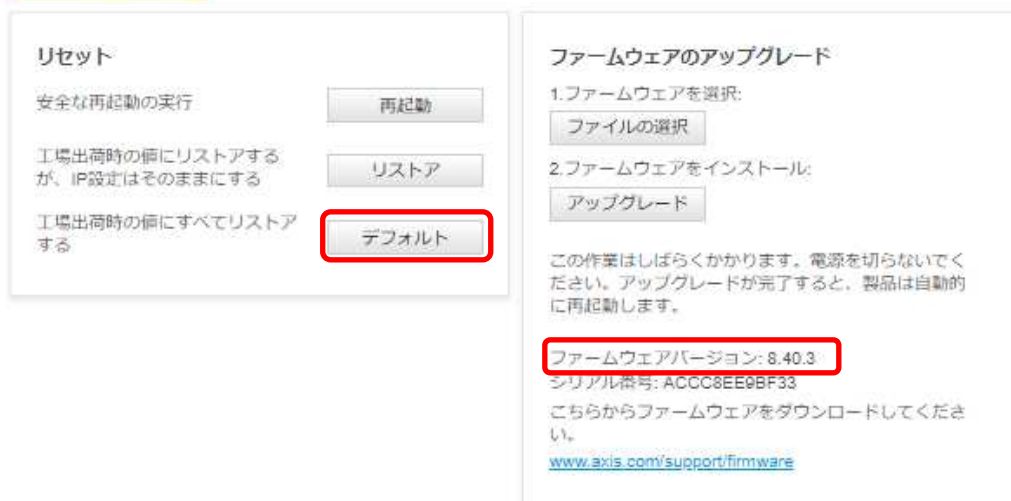 リセット
安全な再起動の実行
再起動
工場出荷時の値にリストアする
が、IP設定はそのままにする
リストア
工場出荷時の値にすべてリストア
する
デフォルト
ファームウェアのアップグレード
1.ファームウェアを選択:
ファイルの選択
2.ファームウェアをインストール:
アップグレード
この作業はしばらくかかります。電源を切らないでく
ださい。アップグレードが完了すると、製品は自動的
に再起動します。
ファームウェアバージョン: 8.40.3
シリアル番号: ACCC8EE9BF33
こちらからファームウェアをダウンロードしてくださ
い。
www.axis.com/support/firmware